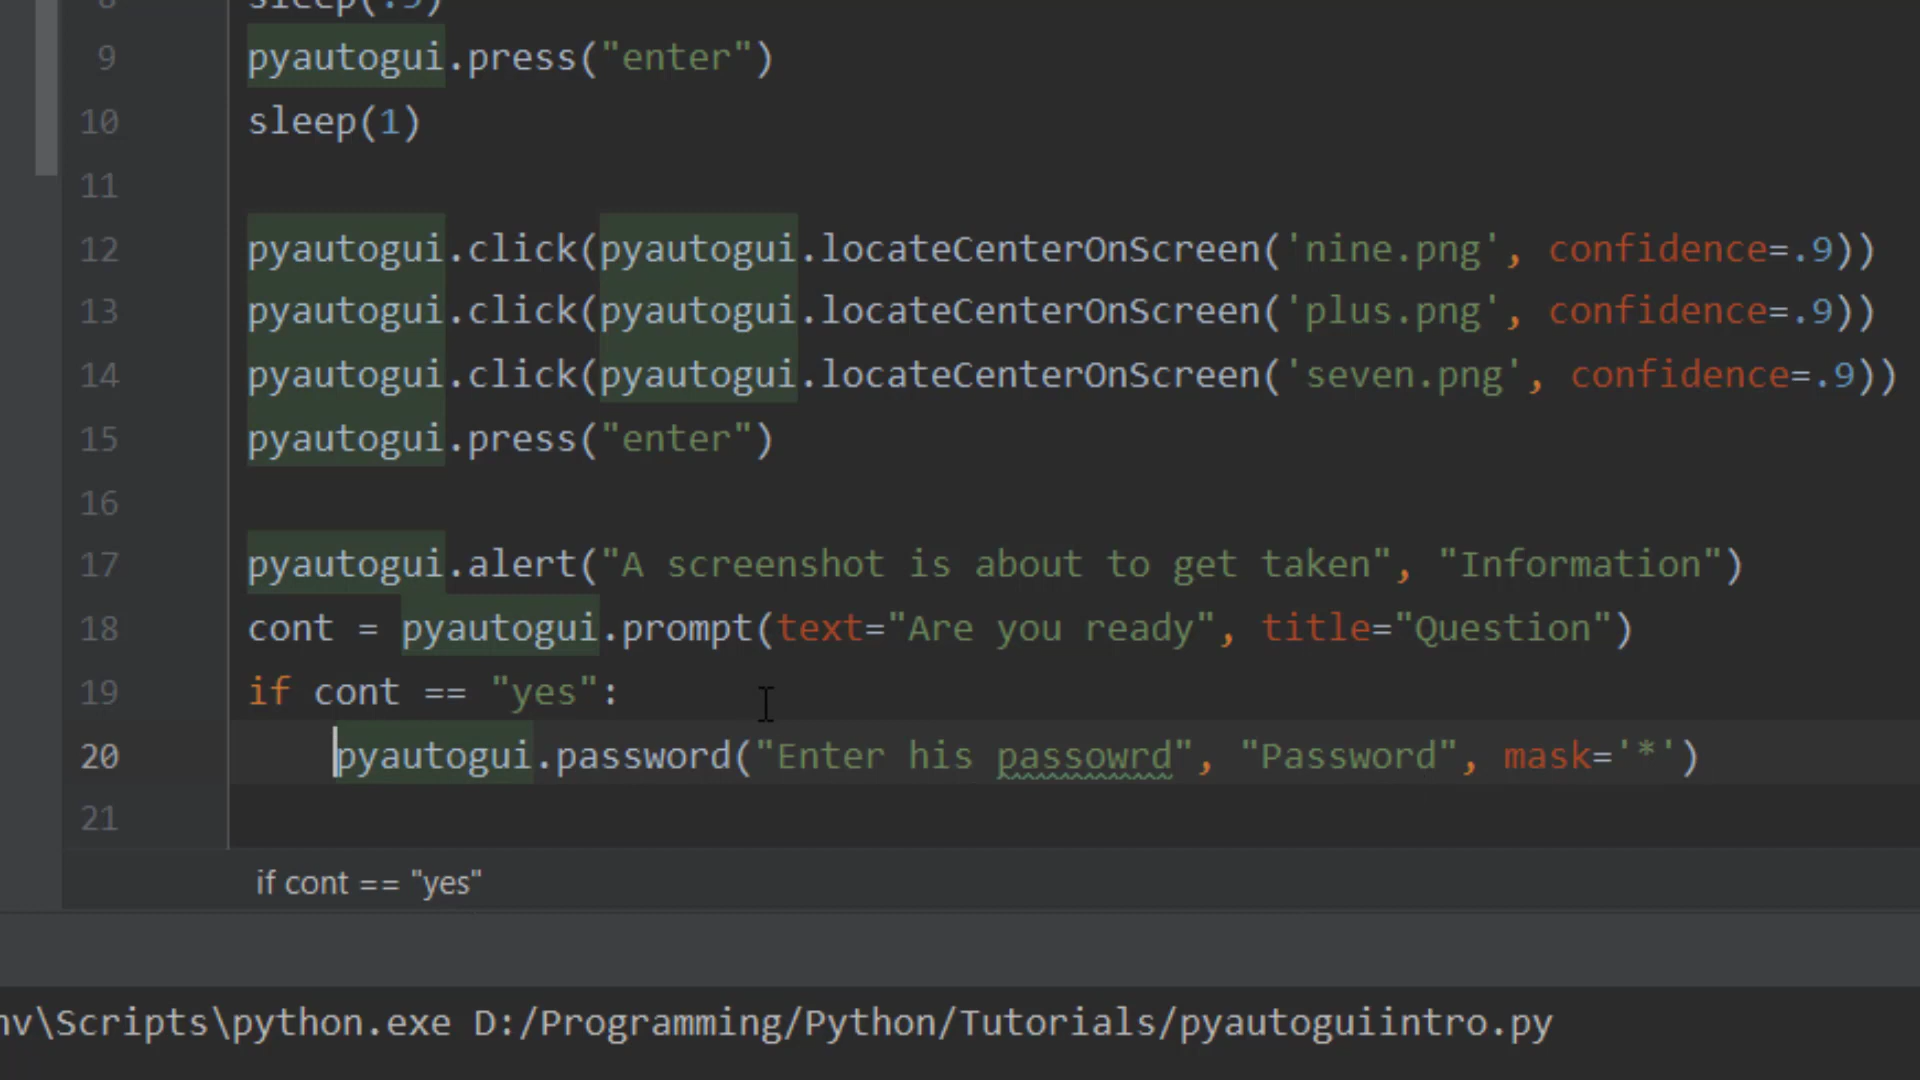 8 sleep(.5)
9 pyautogui.press("enter")
10 sleep(1)
11
12 pyautogui.click(pyautogui.locateCenterOnScreen('nine.png', confidence=.9))
13 pyautogui.click(pyautogui.locateCenterOnScreen('plus.png', confidence=.9))
14 pyautogui.click(pyautogui.locateCenterOnScreen('seven.png', confidence=.9))
15 pyautogui.press("enter")
16
17 pyautogui.alert("A screenshot is about to get taken", "Information")
18 cont = pyautogui.prompt(text="Are you ready", title="Question")
19 if cont == "yes":
20 pyautogui.password("Enter his passowrd", "Password", mask='*')
21
if cont == "yes"
nv\Scripts\python.exe D:/Programming/Python/Tutorials/pyautoguiintro.py